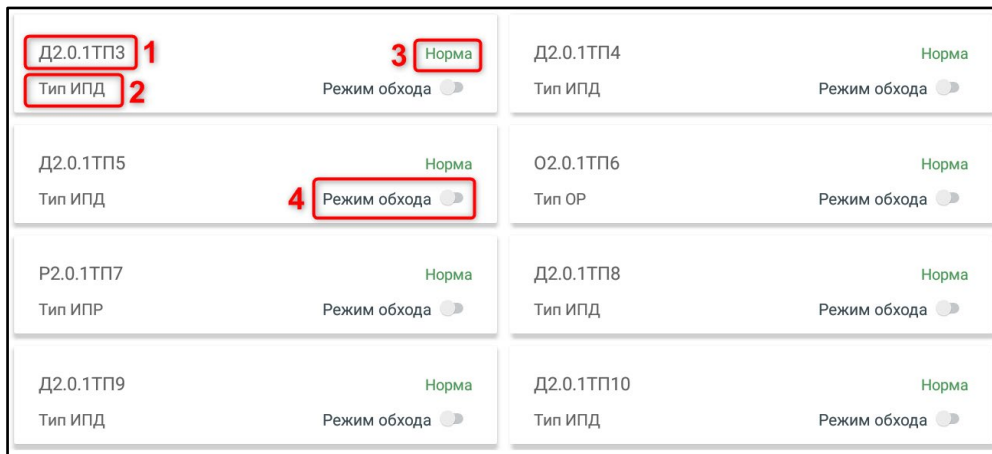 Д2.0.1ТП3 1 3 Норма
Тип ИПД 2 Режим обхода
Д2.0.1ТП4 Норма
Тип ИПД Режим обхода
Д2.0.1ТП5 Норма
Тип ИПД 4 Режим обхода
О2.0.1ТП6 Норма
Тип ОР Режим обхода
Р2.0.1ТП7 Норма
Тип ИПР Режим обхода
Д2.0.1ТП8 Норма
Тип ИПД Режим обхода
Д2.0.1ТП9 Норма
Тип ИПД Режим обхода
Д2.0.1ТП10 Норма
Тип ИПД Режим обхода